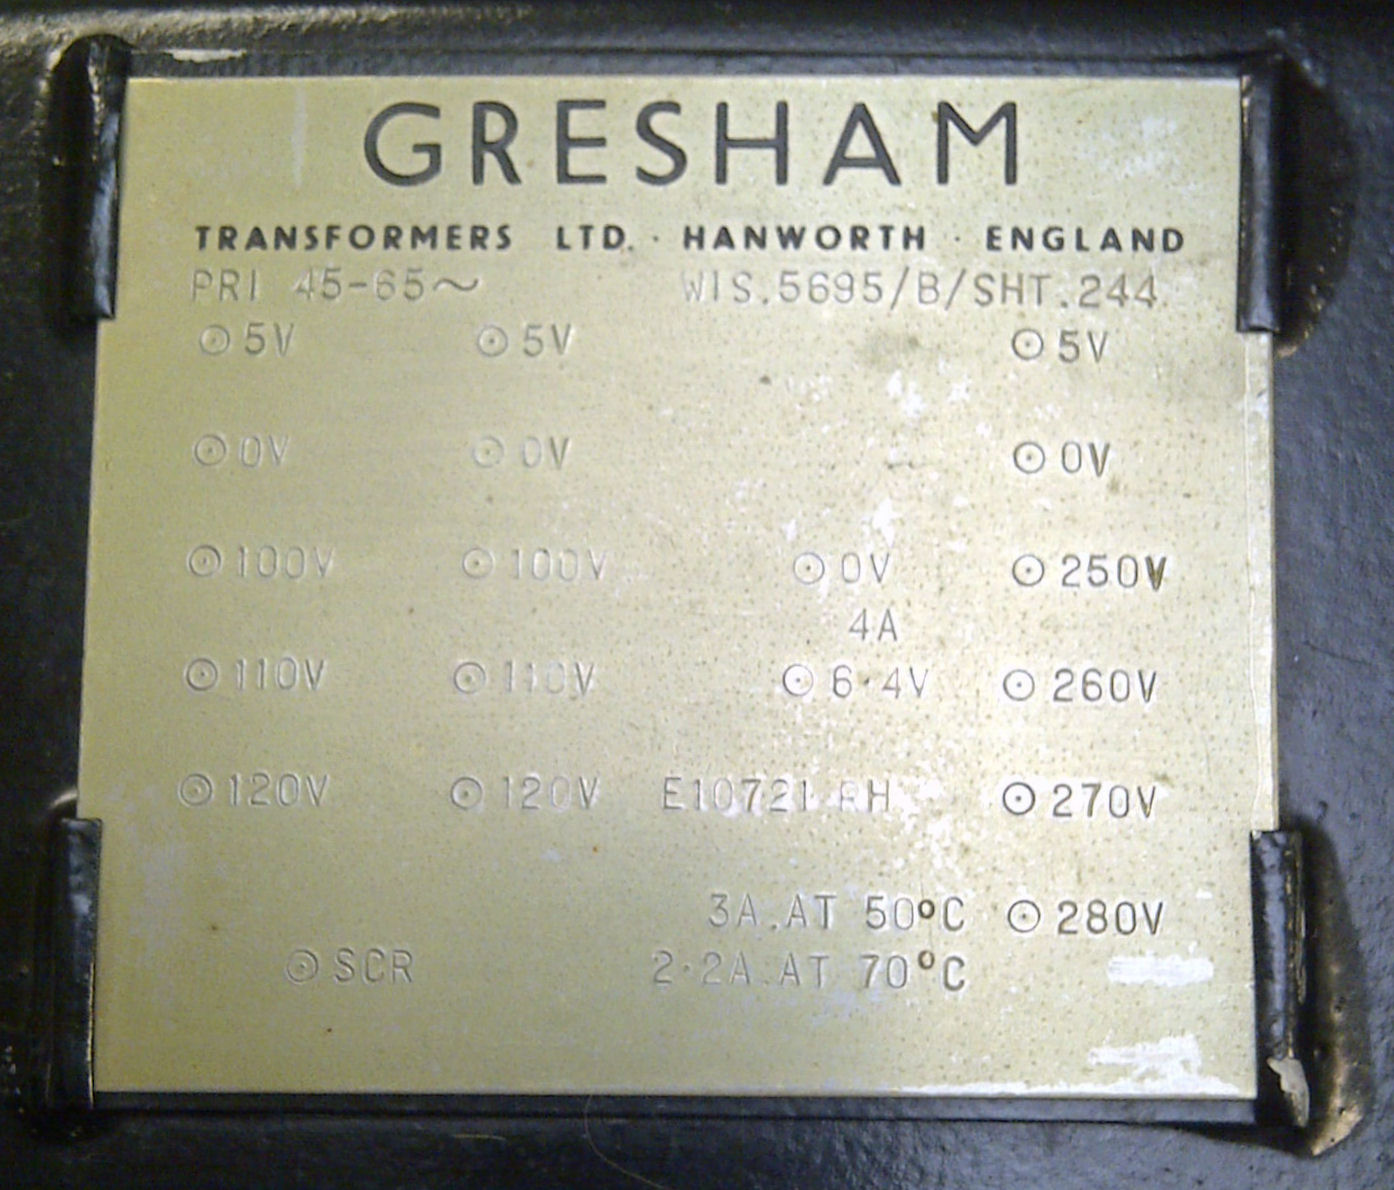 GRESHAM
TRANSFORMERS LTD. · HANWORTH · ENGLAND
PRI 45-65~ WIS.5695/B/SHT.244
5V 5V 5V
0V 0V 0V
100V 100V 0V 250V
4A
110V 110V 6·4V 260V
120V 120V E10721 RH 270V
3A.AT 50°C 280V
SCR 2·2A.AT 70°C